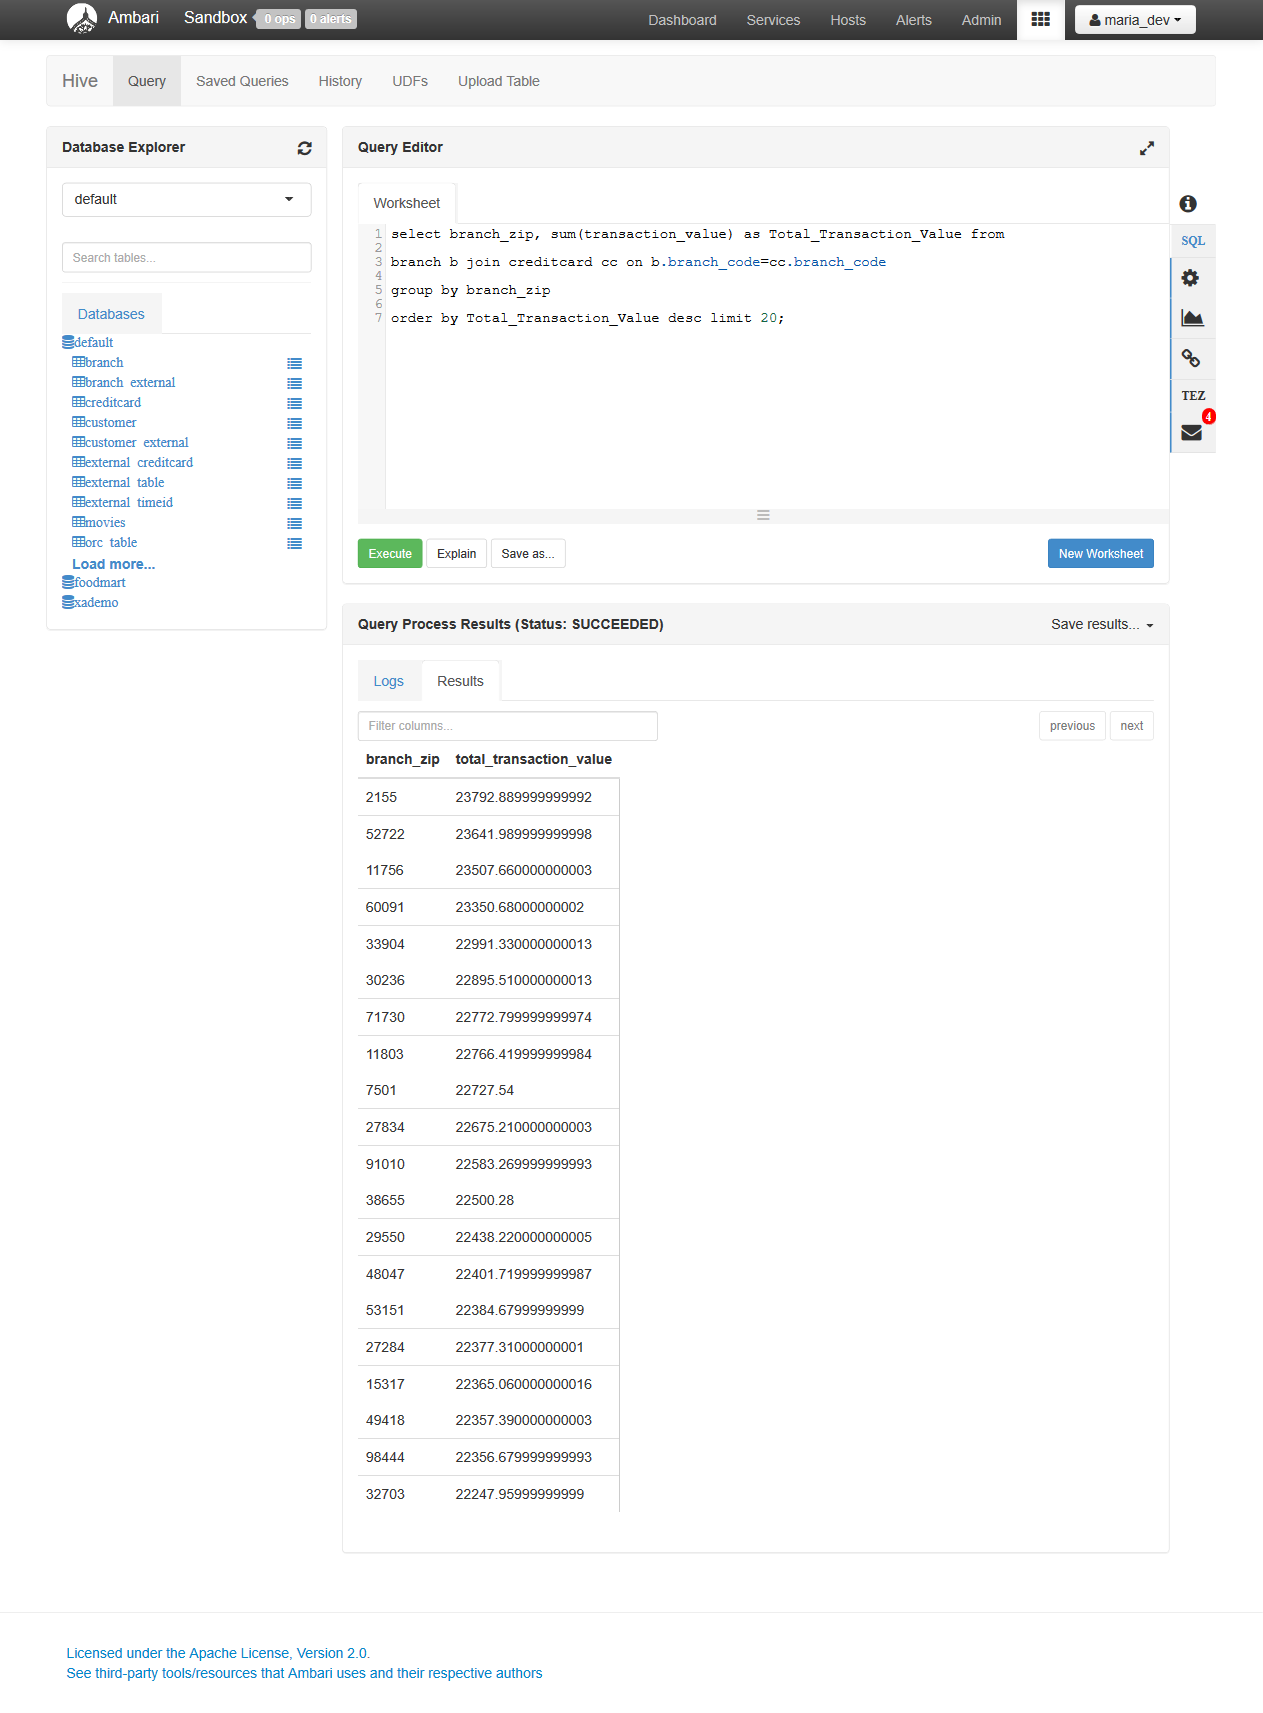 Ambari Sandbox 0 ops 0 alerts Dashboard Services Hosts Alerts Admin maria_dev
Hive Query Saved Queries History UDFs Upload Table
Database Explorer
default
Search tables...
Databases
default
branch
branch_external
creditcard
customer
customer_external
external_creditcard
external_table
external_timeid
movies
orc_table
Load more...
foodmart
xademo
Query Editor
Worksheet
1 select branch_zip, sum(transaction_value) as Total_Transaction_Value from
2
3 branch b join creditcard cc on b.branch_code=cc.branch_code
4
5 group by branch_zip
6
7 order by Total_Transaction_Value desc limit 20;
Execute Explain Save as... New Worksheet
SQL
TEZ
4
Query Process Results (Status: SUCCEEDED) Save results...
Logs Results
Filter columns... previous next
branch_zip total_transaction_value
2155 23792.889999999992
52722 23641.989999999998
11756 23507.660000000003
60091 23350.68000000002
33904 22991.330000000013
30236 22895.510000000013
71730 22772.799999999974
11803 22766.419999999984
7501 22727.54
27834 22675.210000000003
91010 22583.269999999993
38655 22500.28
29550 22438.220000000005
48047 22401.719999999987
53151 22384.67999999999
27284 22377.31000000001
15317 22365.060000000016
49418 22357.390000000003
98444 22356.679999999993
32703 22247.95999999999
Licensed under the Apache License, Version 2.0.
See third-party tools/resources that Ambari uses and their respective authors